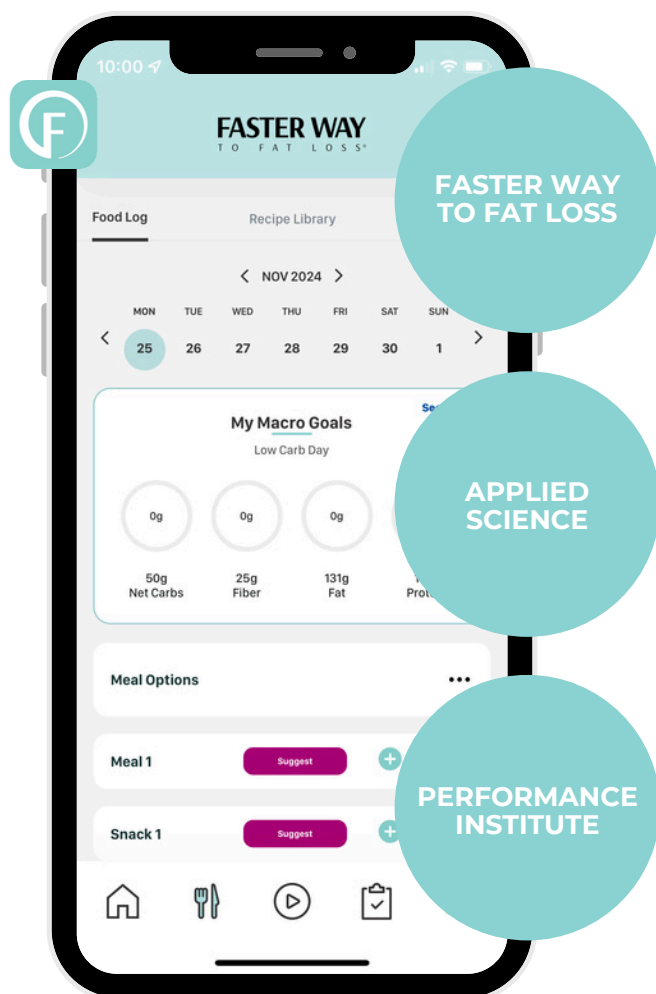 10:00
F
FASTER WAY
TO FAT LOSS®
FASTER WAY
TO FAT LOSS
Food Log
Recipe Library
NOV 2024
MON TUE WED THU FRI SAT SUN
25 26 27 28 29 30 1
My Macro Goals
Low Carb Day
0g 0g 0g
50g 25g 131g
Net Carbs Fiber Fat
APPLIED
SCIENCE
Meal Options
Meal 1
Suggest
Snack 1
Suggest
PERFORMANCE
INSTITUTE